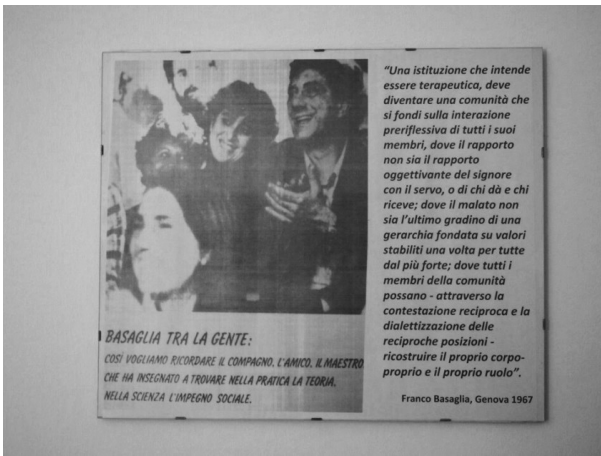 BASAGLIA TRA LA GENTE:
COSÌ VOGLIAMO RICORDARE IL COMPAGNO, L'AMICO, IL MAESTRO
CHE HA INSEGNATO A TROVARE NELLA PRATICA LA TEORIA,
NELLA SCIENZA L'IMPEGNO SOCIALE.
“Una istituzione che intende
essere terapeutica, deve
diventare una comunità che
si fondi sulla interazione
preriflessiva di tutti i suoi
membri, dove il rapporto
non sia il rapporto
oggettivante del signore
con il servo, o di chi dà e chi
riceve; dove il malato non
sia l’ultimo gradino di una
gerarchia fondata su valori
stabiliti una volta per tutte
dal più forte; dove tutti i
membri della comunità
possano - attraverso la
contestazione reciproca e la
dialettizzazione delle
reciproche posizioni -
ricostruire il proprio corpo-
proprio e il proprio ruolo”.
Franco Basaglia, Genova 1967